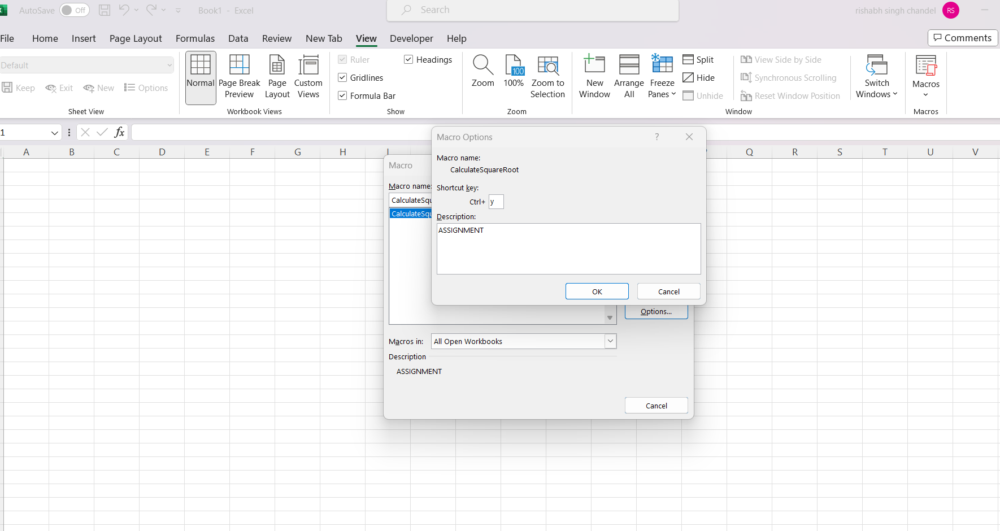 AutoSave Off Book1 - Excel Search rishabh singh chandel RS
File Home Insert Page Layout Formulas Data Review New Tab View Developer Help Comments
Default
Keep Exit New Options
Sheet View
Normal Page Break Preview Page Layout Custom Views
Workbook Views
Ruler Headings
Gridlines
Formula Bar
Show
Zoom 100% Zoom to Selection
100
Zoom
New Window Arrange All Freeze Panes
Split
Hide
Unhide
View Side by Side
Synchronous Scrolling
Reset Window Position
Switch Windows
Window
Macros
Macros
1 fx
A B C D E F G H Q R S T U V
Macro Options ?
Macro name:
CalculateSquareRoot
Shortcut key:
Ctrl+ y
Description:
ASSIGNMENT
OK Cancel
Macro
Macro name:
CalculateSqu
CalculateSqu
Options...
Macros in: All Open Workbooks
Description
ASSIGNMENT
Cancel